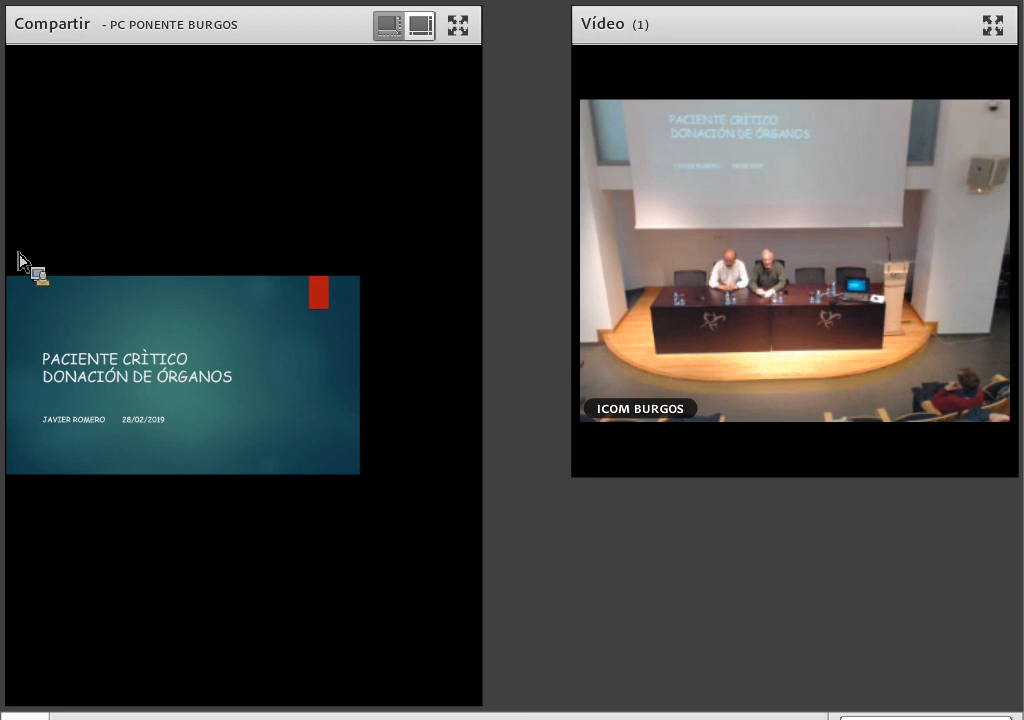 Compartir - PC PONENTE BURGOS
PACIENTE CRÌTICO
DONACIÓN DE ÓRGANOS
JAVIER ROMERO 28/02/2019
Vídeo (1)
PACIENTE CRÌTICO
DONACIÓN DE ÓRGANOS
ICOM BURGOS